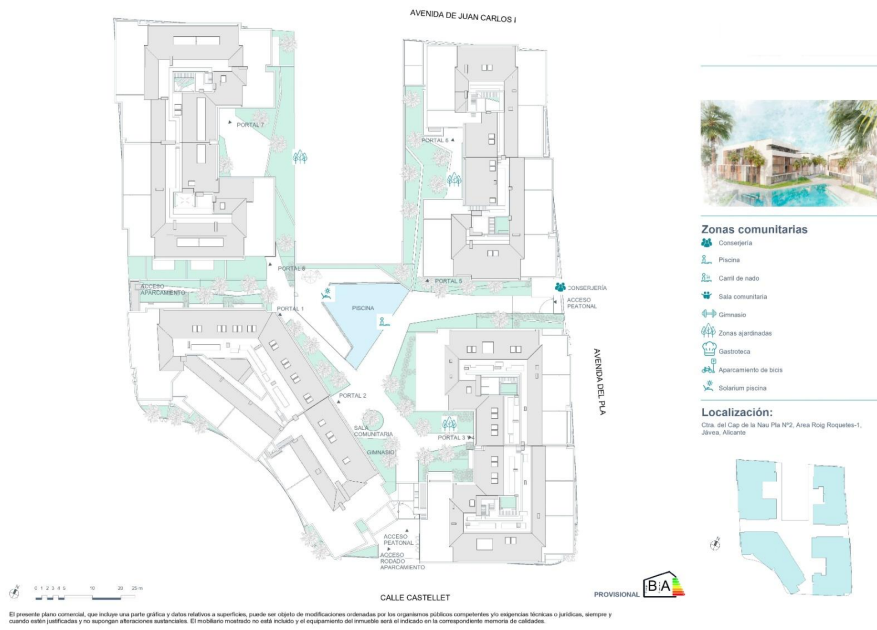 AVENIDA DE JUAN CARLOS I
PORTAL 7
PORTAL 6
PORTAL 8
PORTAL 5
ACCESO
APARCAMIENTO
CONSERJERÍA
ACCESO
PEATONAL
PORTAL 1
PISCINA
AVENIDA DEL PLA
PORTAL 2
SALA
COMUNITARIA
PORTAL 3 Y4
GIMNASIO
ACCESO
PEATONAL
ACCESO
RODADO
APARCAMIENTO
CALLE CASTELLET
Zonas comunitarias
Conserjería
Piscina
Carril de nado
Sala comunitaria
Gimnasio
Zonas ajardinadas
Gastroteca
Aparcamiento de bicis
Solarium piscina
Localización:
Ctra. del Cap de la Nau Pla Nº2, Area Roig Roquetes-1,
Jávea, Alicante
0 1 2 3 4 5 10 20 25 m
PROVISIONAL
B A
El presente plano comercial, que incluye una parte gráfica y datos relativos a superficies, puede ser objeto de modificaciones ordenadas por los organismos públicos competentes y/o exigencias técnicas o jurídicas, siempre y
cuando estén justificadas y no supongan alteraciones sustanciales. El mobiliario mostrado no está incluido y el equipamiento del inmueble será el indicado en la correspondiente memoria de calidades.